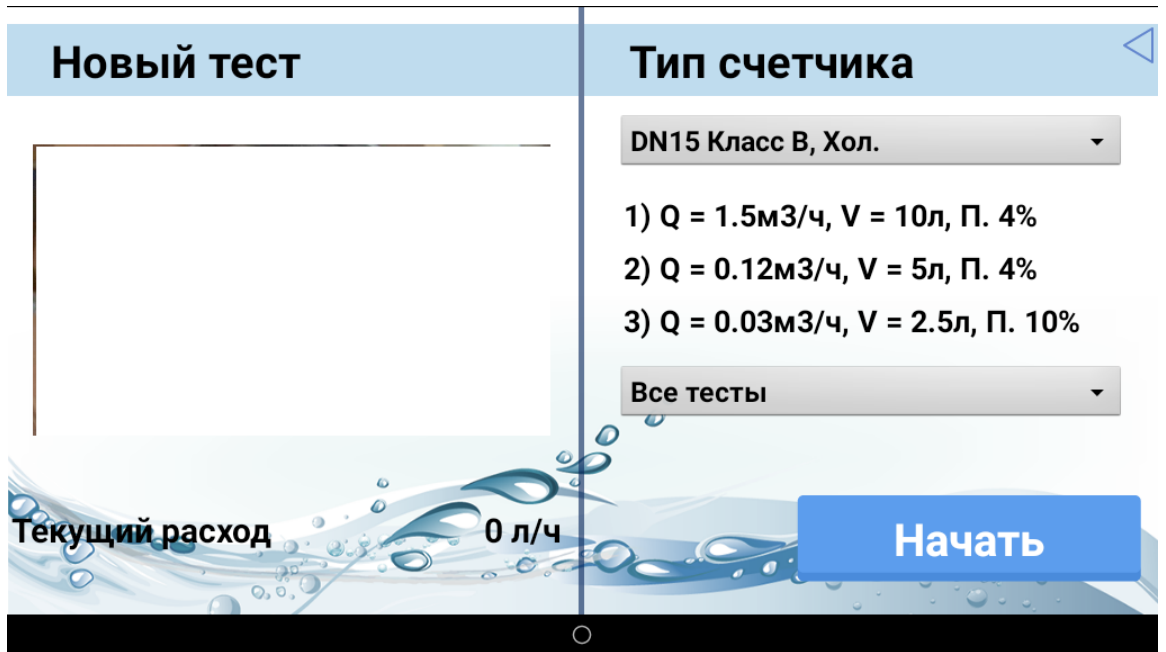 Новый тест
Текущий расход 0 л/ч
Тип счетчика
DN15 Класс B, Хол.
1) Q = 1.5м3/ч, V = 10л, П. 4%
2) Q = 0.12м3/ч, V = 5л, П. 4%
3) Q = 0.03м3/ч, V = 2.5л, П. 10%
Все тесты
Начать